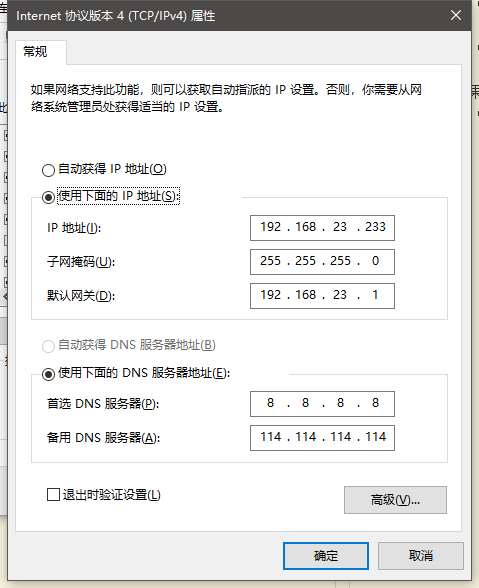 Internet 协议版本 4 (TCP/IPv4) 属性
常规
如果网络支持此功能，则可以获取自动指派的 IP 设置。否则，你需要从网
络系统管理员处获得适当的 IP 设置。
自动获得 IP 地址(O)
使用下面的 IP 地址(S):
IP 地址(I): 192 . 168 . 23 . 233
子网掩码(U): 255 . 255 . 255 . 0
默认网关(D): 192 . 168 . 23 . 1
自动获得 DNS 服务器地址(B)
使用下面的 DNS 服务器地址(E):
首选 DNS 服务器(P): 8 . 8 . 8 . 8
备用 DNS 服务器(A): 114 . 114 . 114 . 114
退出时验证设置(L)
高级(V)...
确定 取消